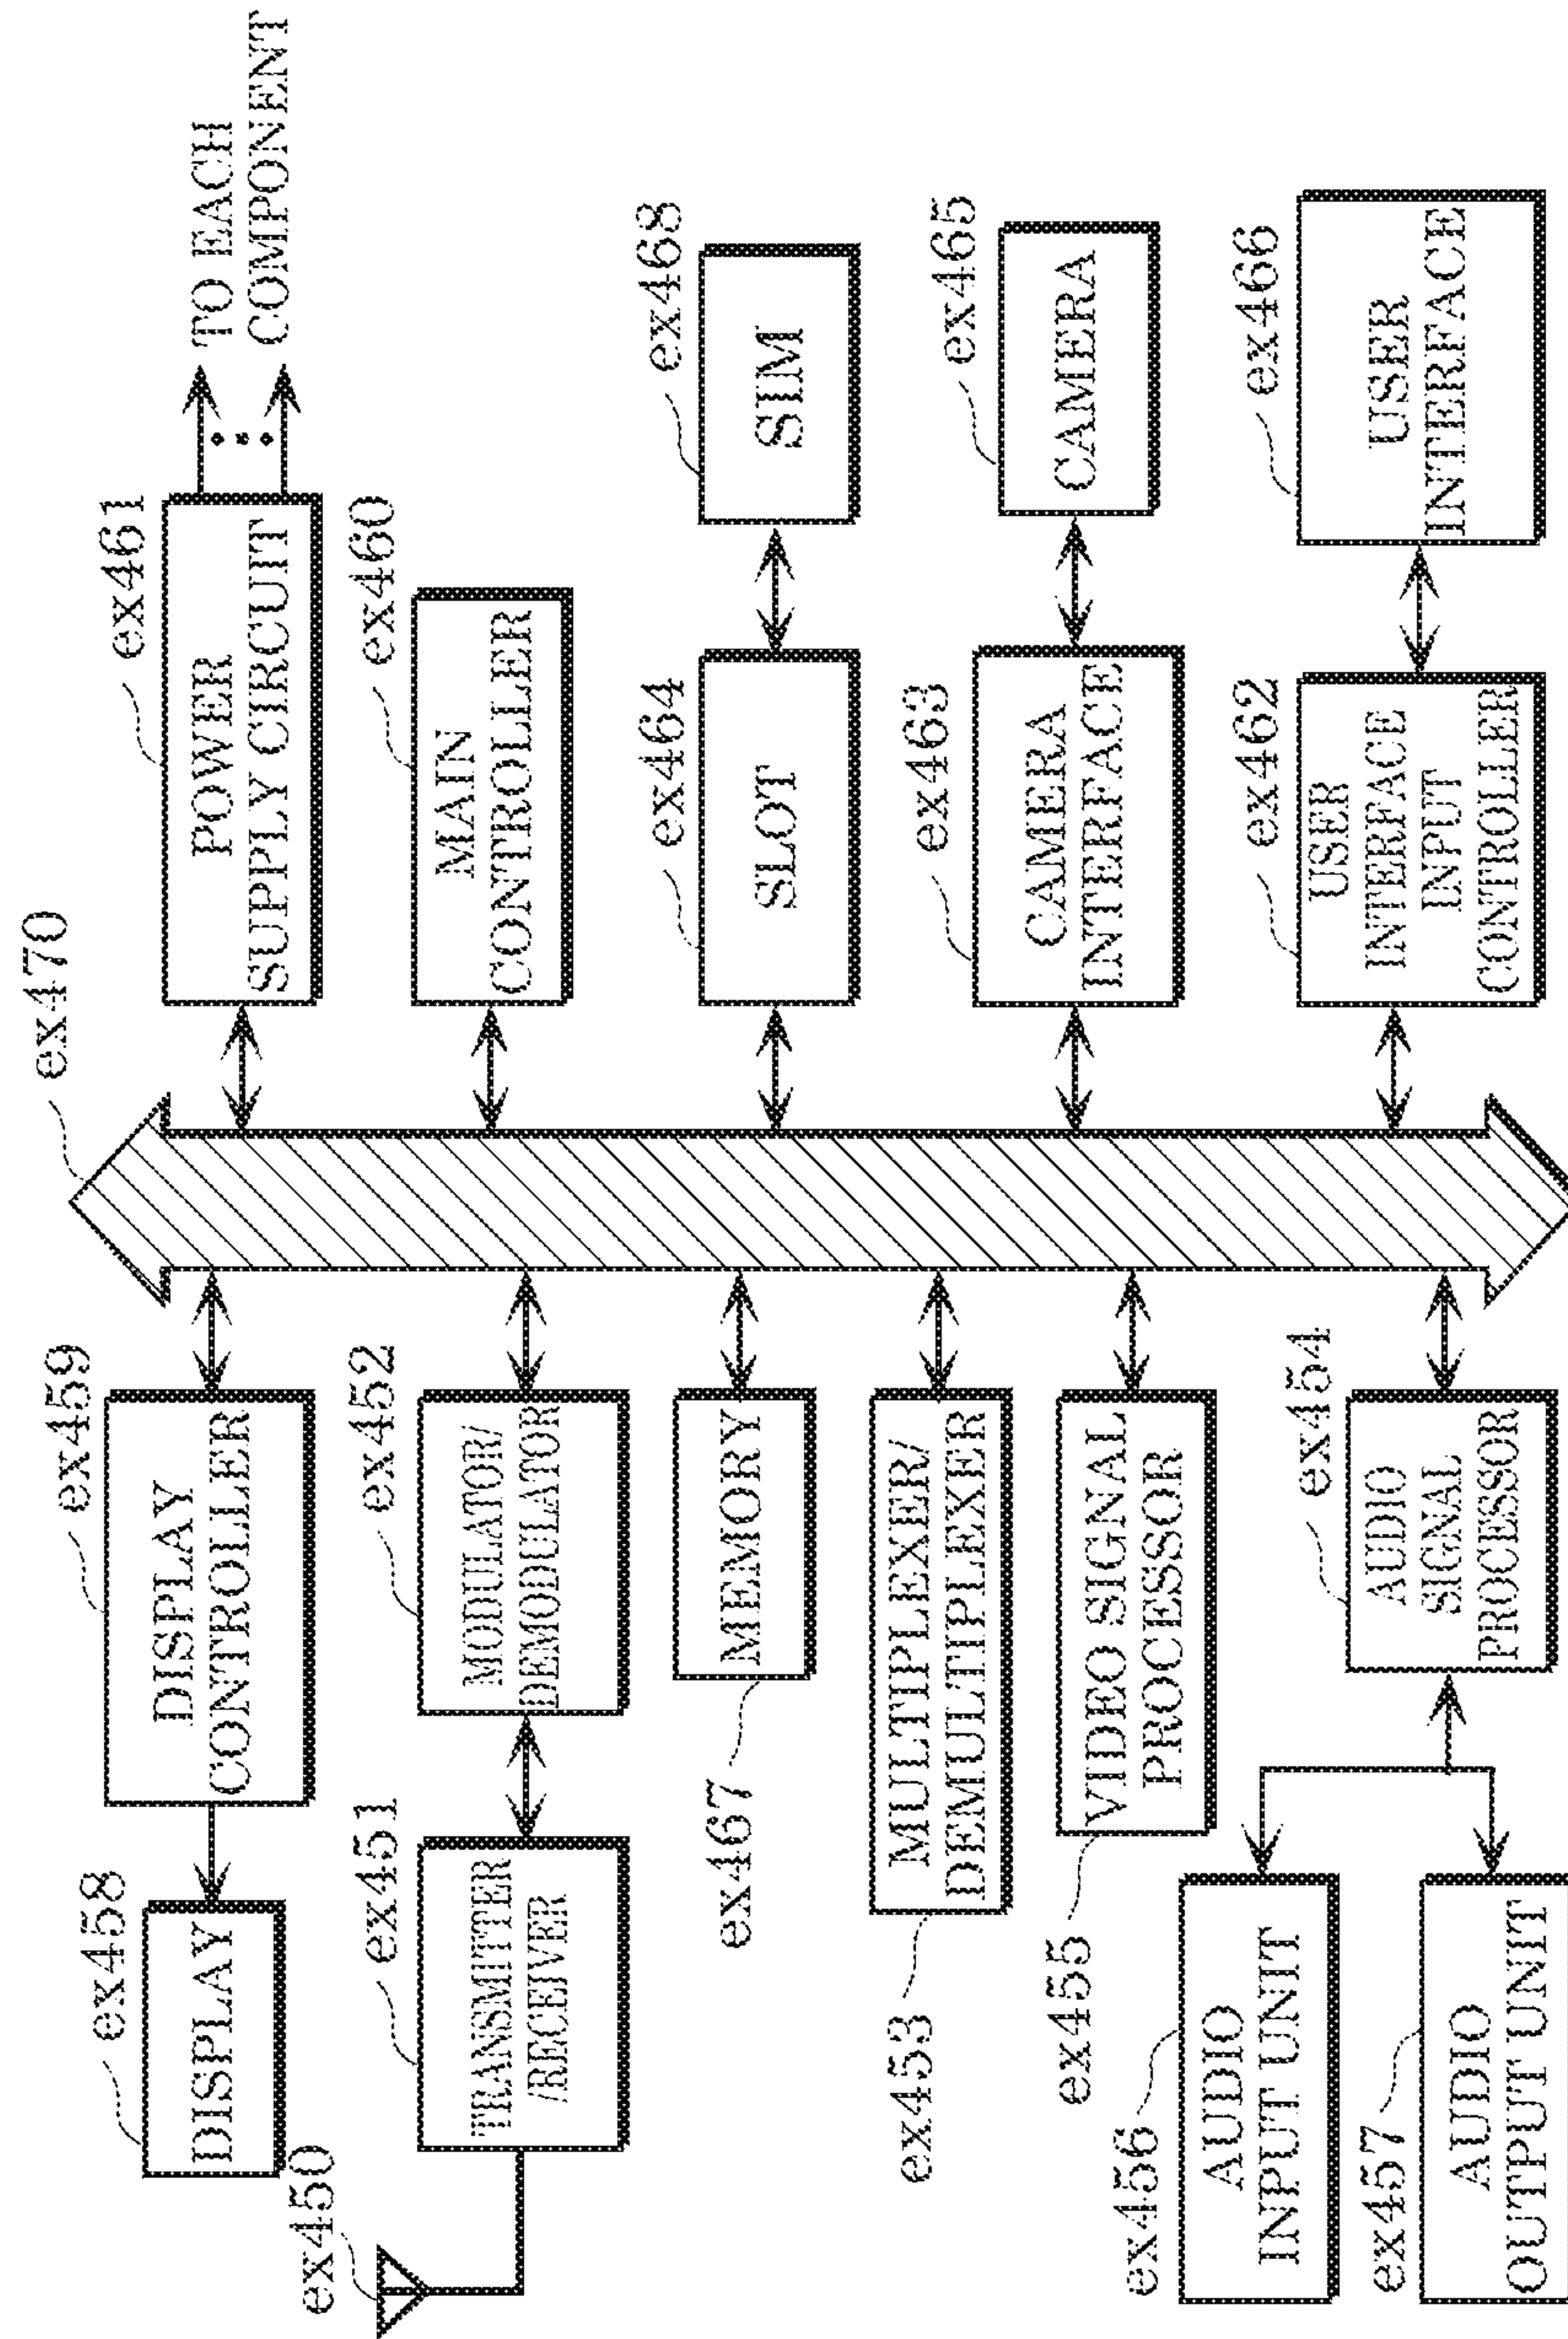 ex470
ex458
DISPLAY
ex459
DISPLAY
CONTROLLER
ex461
POWER
SUPPLY CIRCUIT
TO EACH
COMPONENT
ex450
ex451
TRANSMITTER
/RECEIVER
ex452
MODULATOR/
DEMODULATOR
ex460
MAIN
CONTROLLER
ex467
MEMORY
ex464
SLOT
ex468
SIM
ex453
MULTIPLEXER/
DEMULTIPLEXER
ex455
VIDEO SIGNAL
PROCESSOR
ex463
CAMERA
INTERFACE
ex465
CAMERA
ex456
AUDIO
INPUT UNIT
ex457
AUDIO
OUTPUT UNIT
ex454
AUDIO
SIGNAL
PROCESSOR
ex462
USER
INTERFACE
INPUT
CONTROLLER
ex466
USER
INTERFACE